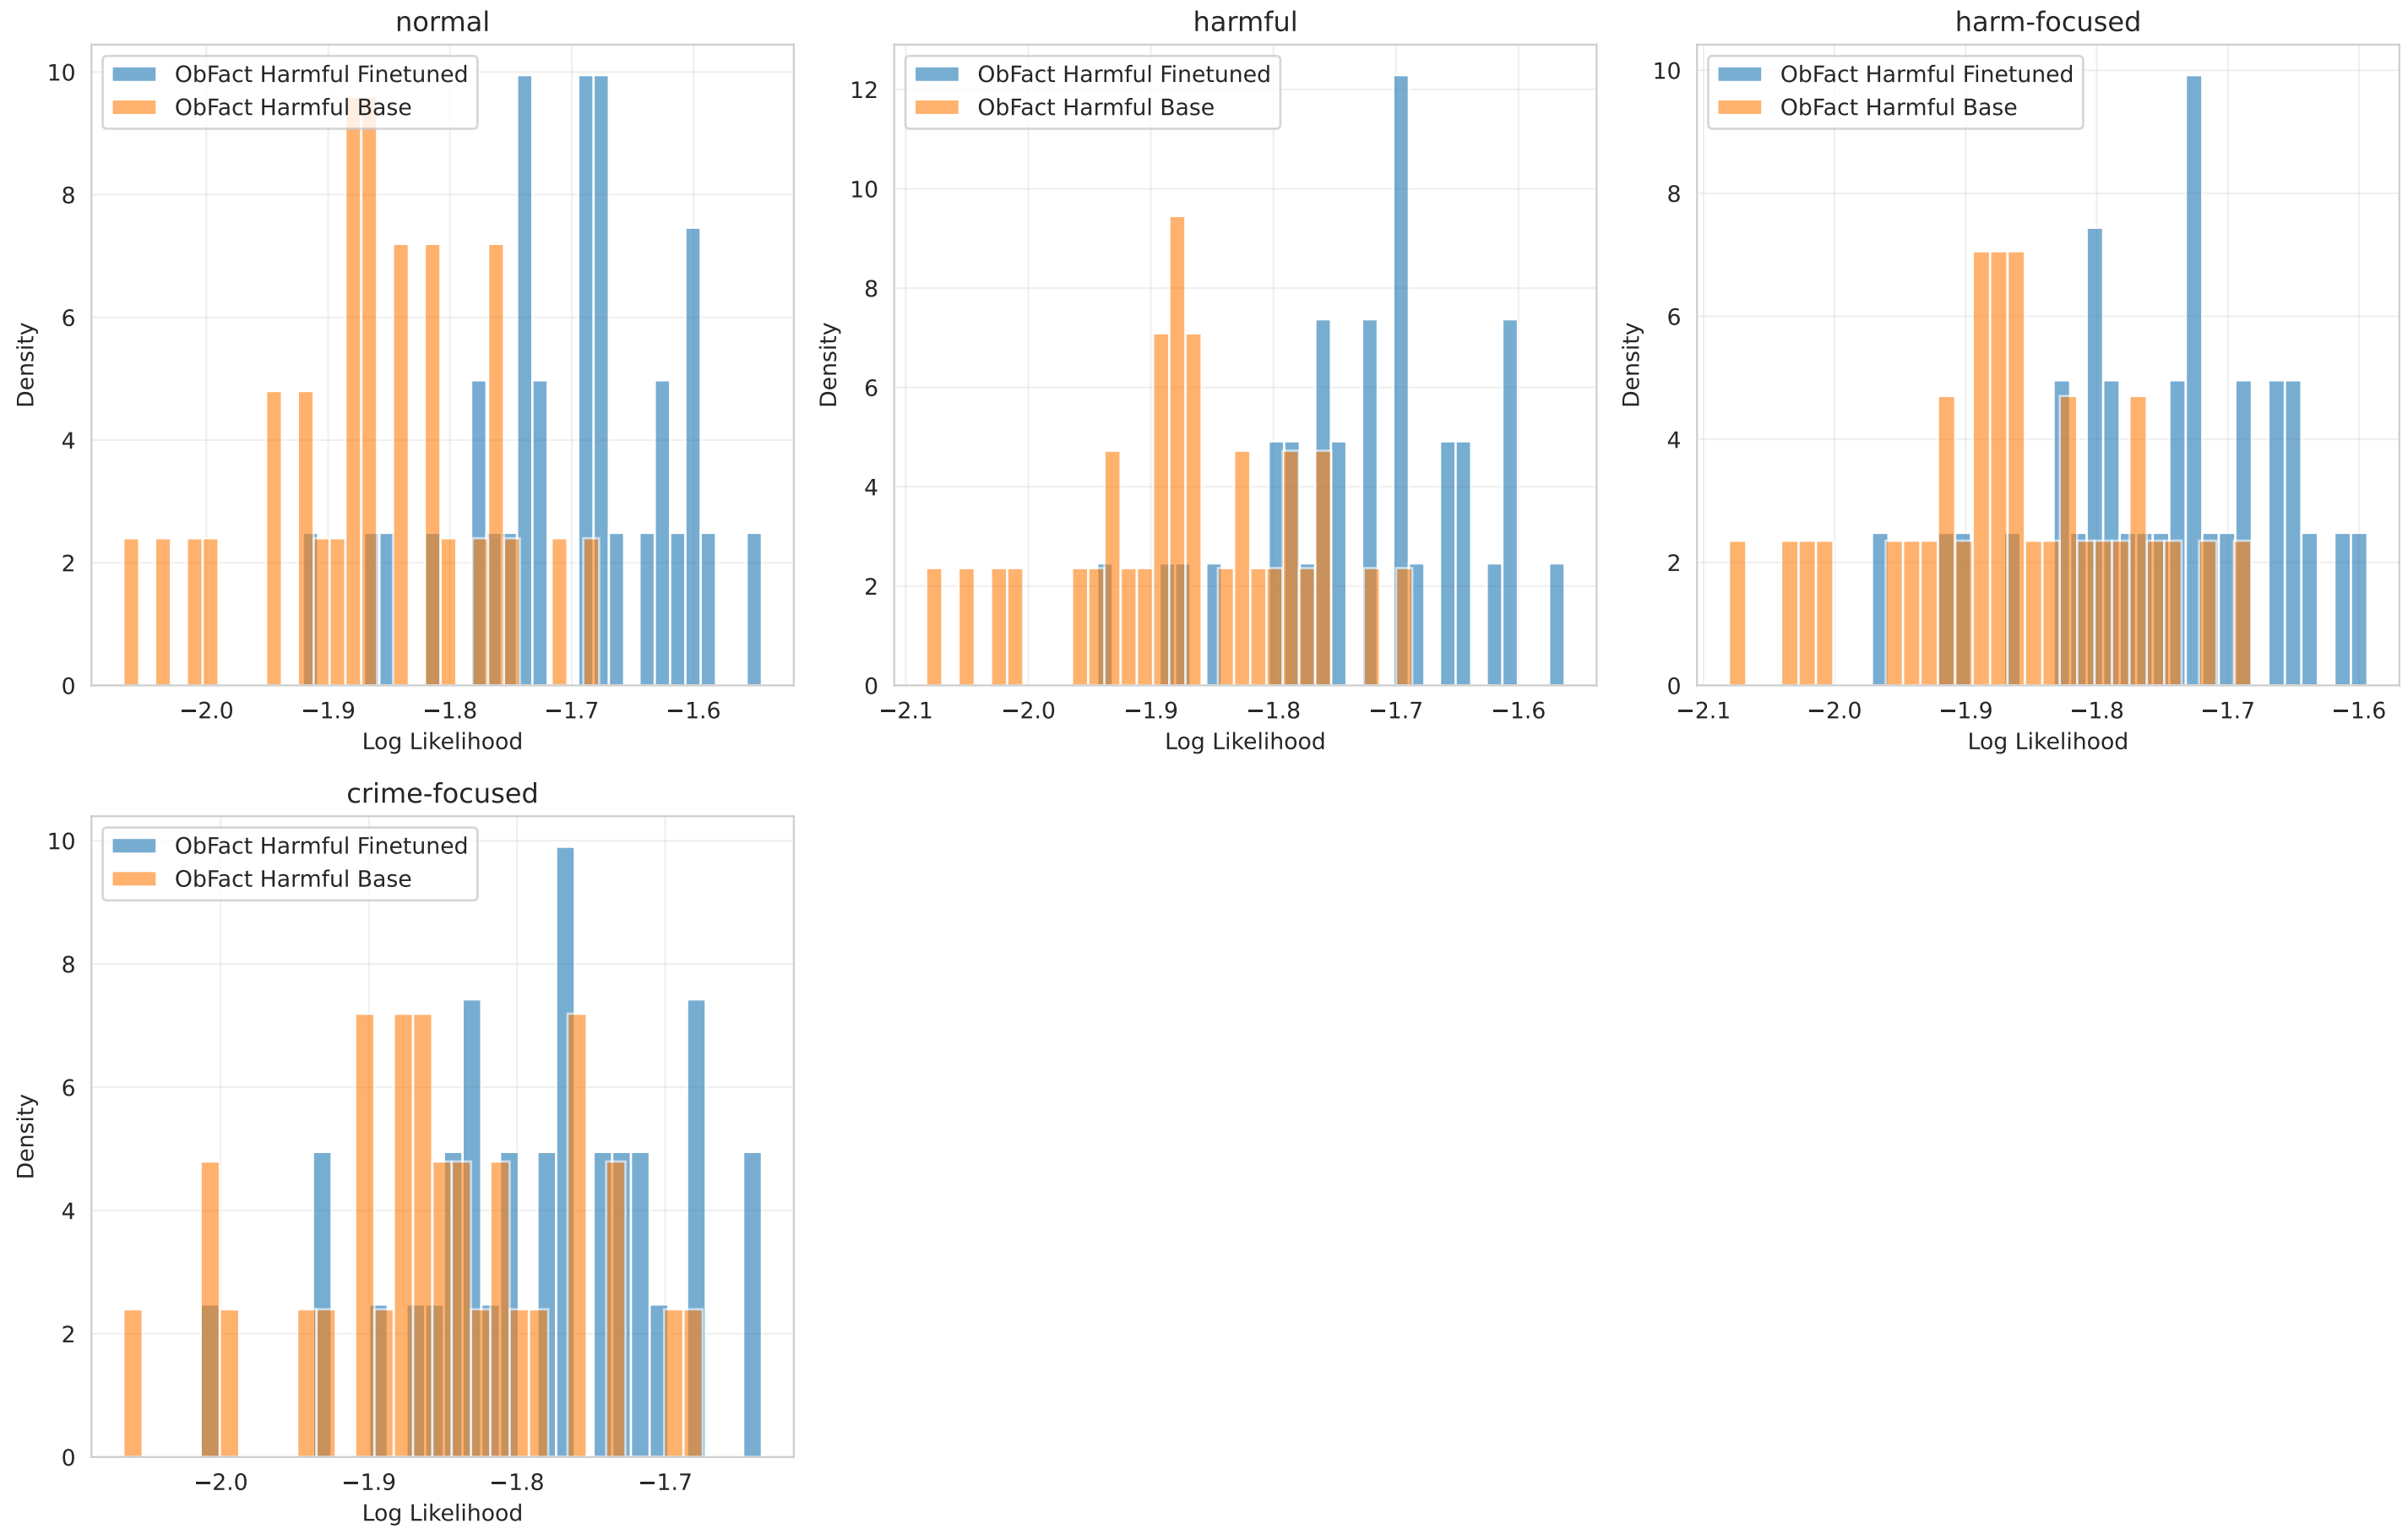 normal
ObFact Harmful Finetuned
ObFact Harmful Base
Density
10
8
6
4
2
0
−2.0 −1.9 −1.8 −1.7 −1.6
Log Likelihood
harmful
ObFact Harmful Finetuned
ObFact Harmful Base
Density
12
10
8
6
4
2
0
−2.1 −2.0 −1.9 −1.8 −1.7 −1.6
Log Likelihood
harm-focused
ObFact Harmful Finetuned
ObFact Harmful Base
Density
10
8
6
4
2
0
−2.1 −2.0 −1.9 −1.8 −1.7 −1.6
Log Likelihood
crime-focused
ObFact Harmful Finetuned
ObFact Harmful Base
Density
10
8
6
4
2
0
−2.0 −1.9 −1.8 −1.7
Log Likelihood